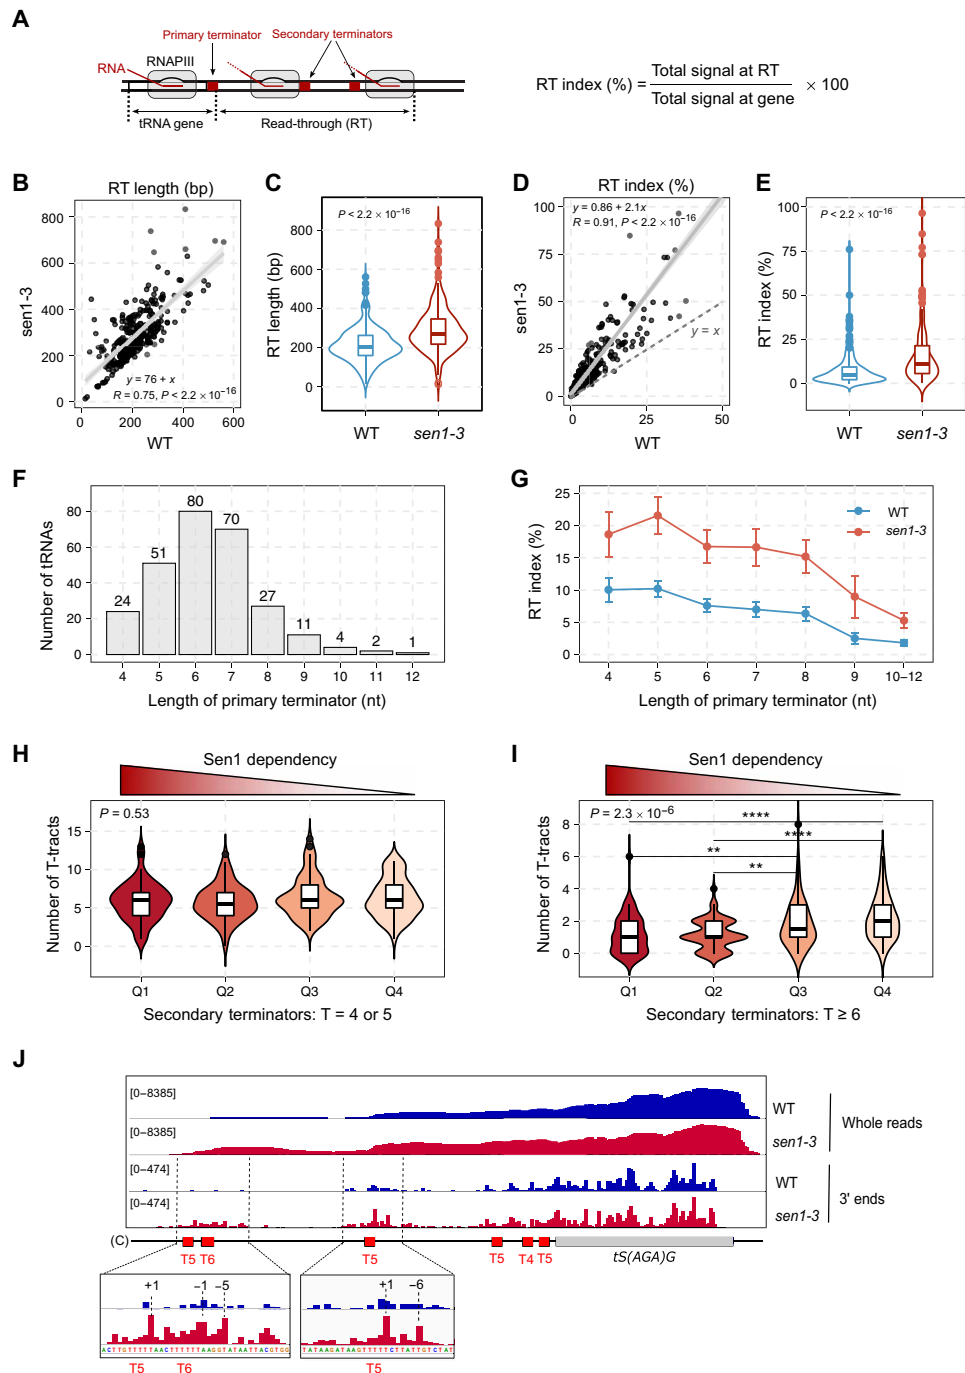 A
Primary terminator
Secondary terminators
RNAPIII
RNA
tRNA gene
Read-through (RT)
RT index (%) = Total signal at RT / Total signal at gene × 100
B
RT length (bp)
sen1-3
800
600
400
200
0
y = 76 + x
R = 0.75, P < 2.2 × 10−16
0 200 400 600
WT
C
P < 2.2 × 10−16
RT length (bp)
800
600
400
200
0
WT sen1-3
D
RT index (%)
sen1-3
100
75
50
25
0
y = 0.86 + 2.1x
R = 0.91, P < 2.2 × 10−16
y = x
0 25 50
WT
E
P < 2.2 × 10−16
RT index (%)
100
75
50
25
0
WT sen1-3
F
Number of tRNAs
80
60
40
20
0
24 51 80 70 27 11 4 2 1
4 5 6 7 8 9 10 11 12
Length of primary terminator (nt)
G
RT index (%)
25
20
15
10
5
0
WT
sen1-3
4 5 6 7 8 9 10−12
Length of primary terminator (nt)
H
Sen1 dependency
P = 0.53
Number of T-tracts
15
10
5
0
Q1 Q2 Q3 Q4
Secondary terminators: T = 4 or 5
I
Sen1 dependency
P = 2.3 × 10−6
****
****
**
**
Number of T-tracts
8
6
4
2
0
Q1 Q2 Q3 Q4
Secondary terminators: T ≥ 6
J
[0–8385]
WT
[0–8385]
sen1-3
Whole reads
[0–474]
WT
[0–474]
sen1-3
3' ends
(C)
T5 T6 T5 T5 T4 T5 tS(AGA)G
+1 −1 −5
ACTTGTTTTTAACTTTTTTAAGGTATAATTACGTGG
T5 T6
+1 −6
TATAAGATAAGTTTTTCTTATTGTCTAT
T5